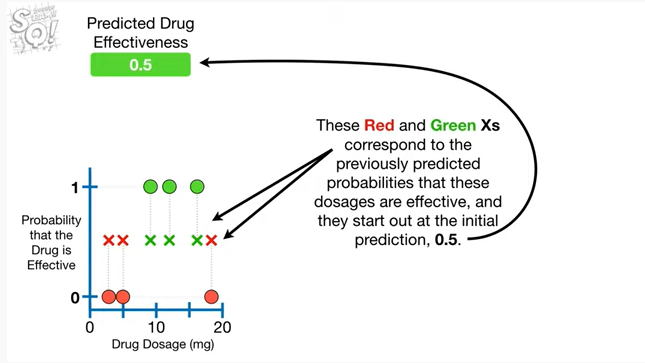 SQ!
Predicted Drug
Effectiveness
0.5
These Red and Green Xs
correspond to the
previously predicted
probabilities that these
dosages are effective, and
they start out at the initial
prediction, 0.5.
1
Probability
that the
Drug is
Effective
0
0
10
20
Drug Dosage (mg)